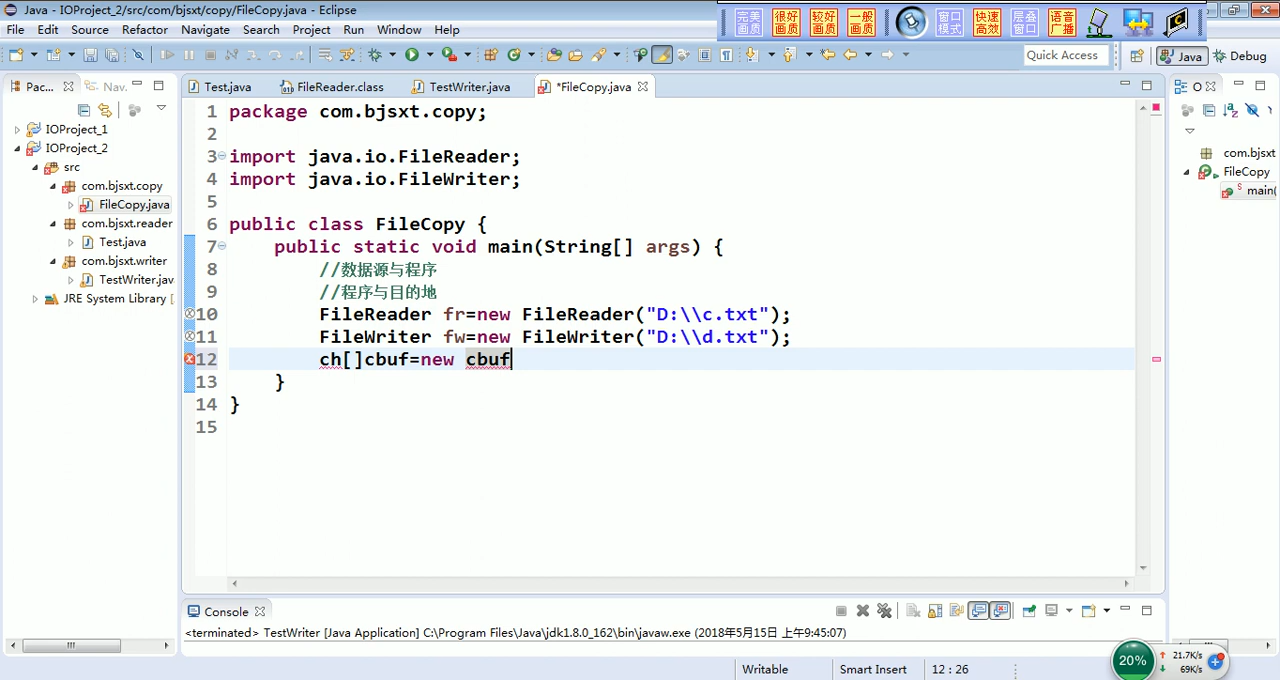 Java - IOProject_2/src/com/bjsxt/copy/FileCopy.java - Eclipse
完美画质 很好画质 较好画质 一般画质 窗口模式 快速高效 层叠窗口 语音广播
File Edit Source Refactor Navigate Search Project Run Window Help
Quick Access Java Debug
Pac... Nav. Test.java FileReader.class TestWriter.java *FileCopy.java O
IOProject_1
IOProject_2
src
com.bjsxt.copy
FileCopy.java
com.bjsxt.reader
Test.java
com.bjsxt.writer
TestWriter.jav
JRE System Library [
1 package com.bjsxt.copy;
2
3 import java.io.FileReader;
4 import java.io.FileWriter;
5
6 public class FileCopy {
7 public static void main(String[] args) {
8 //数据源与程序
9 //程序与目的地
10 FileReader fr=new FileReader("D:\\c.txt");
11 FileWriter fw=new FileWriter("D:\\d.txt");
12 ch[]cbuf=new cbuf
13 }
14 }
15
com.bjsxt
FileCopy
S main(
Console
<terminated> TestWriter [Java Application] C:\Program Files\Java\jdk1.8.0_162\bin\javaw.exe (2018年5月15日 上午9:45:07)
Writable Smart Insert 12 : 26
20% 21.7K/s
69K/s